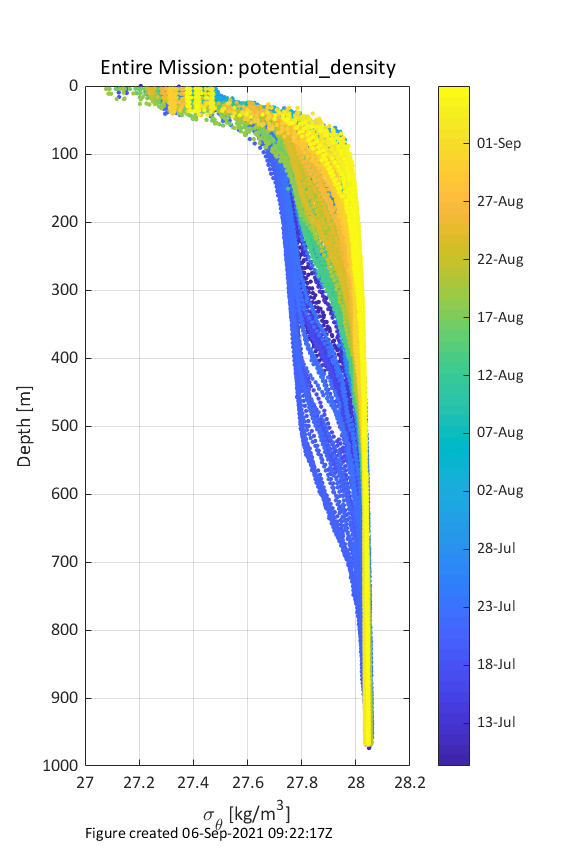 Entire Mission: potential_density
0
100
200
300
400
500
600
700
800
900
1000
Depth [m]
27
27.2
27.4
27.6
27.8
28
28.2
σθ [kg/m³]
01-Sep
27-Aug
22-Aug
17-Aug
12-Aug
07-Aug
02-Aug
28-Jul
23-Jul
18-Jul
13-Jul
Figure created 06-Sep-2021 09:22:17Z